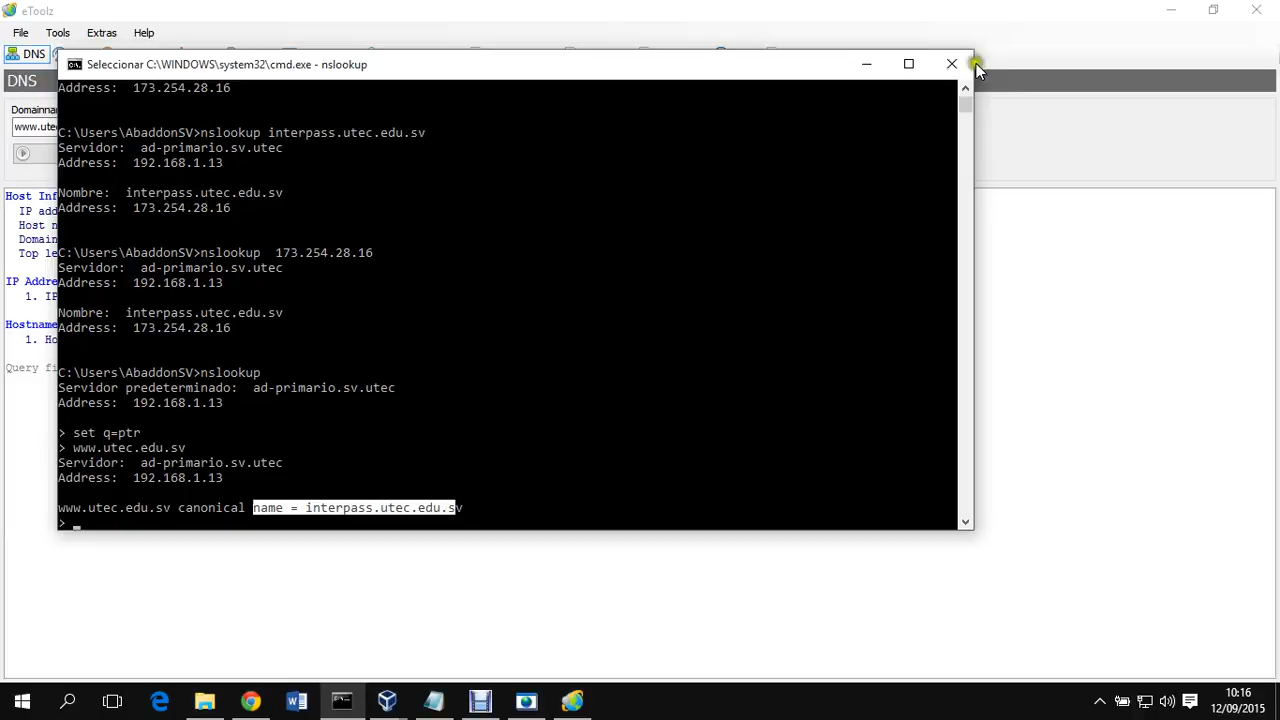 eToolz
File Tools Extras Help
DNS
Seleccionar C:\WINDOWS\system32\cmd.exe - nslookup
DNS
Address:  173.254.28.16
Domainna
www.ute
C:\Users\AbaddonSV>nslookup interpass.utec.edu.sv
Servidor:  ad-primario.sv.utec
Address:  192.168.1.13
Nombre:  interpass.utec.edu.sv
Address:  173.254.28.16
Host Inf
IP add
Host n
Domain
Top le
C:\Users\AbaddonSV>nslookup  173.254.28.16
Servidor:  ad-primario.sv.utec
Address:  192.168.1.13
IP Addre
1. IP
Nombre:  interpass.utec.edu.sv
Address:  173.254.28.16
Hostname
1. Ho
Query fi
C:\Users\AbaddonSV>nslookup
Servidor predeterminado:  ad-primario.sv.utec
Address:  192.168.1.13
> set q=ptr
> www.utec.edu.sv
Servidor:  ad-primario.sv.utec
Address:  192.168.1.13
www.utec.edu.sv canonical name = interpass.utec.edu.sv
>
10:16
12/09/2015